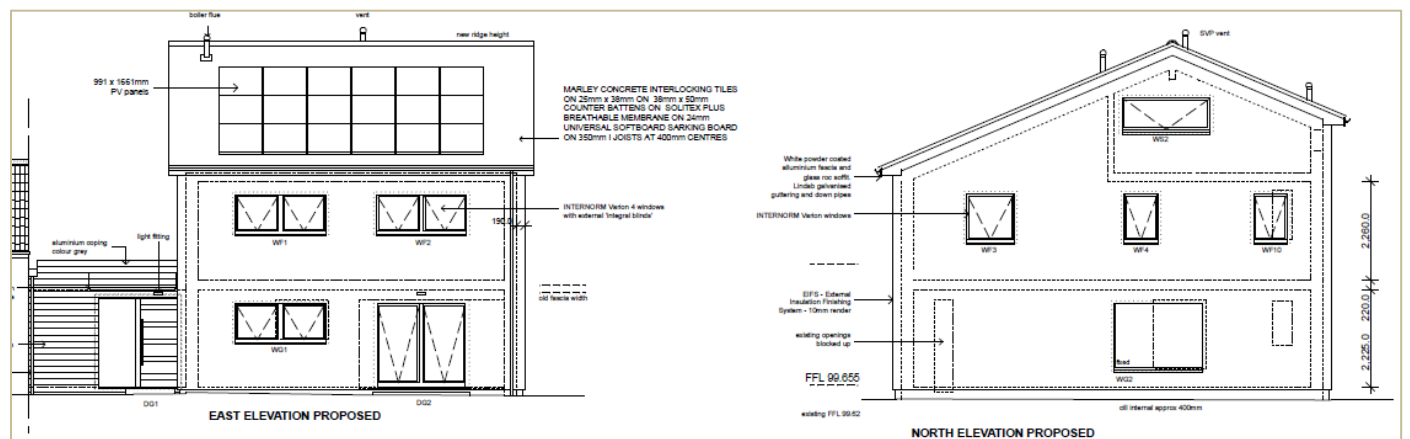 boiler flue
vent
new ridge height
991 x 1661mm
PV panels
MARLEY CONCRETE INTERLOCKING TILES
ON 25mm x 38mm ON 38mm x 50mm
COUNTER BATTENS ON SOLITEX PLUS
BREATHABLE MEMBRANE ON 24mm
UNIVERSAL SOFTBOARD SARKING BOARD
ON 350mm I JOISTS AT 400mm CENTRES
INTERNORM Varion 4 windows
with external 'integral blinds'
190.0
WF1
WF2
aluminium coping
colour grey
light fitting
old fascia width
WG1
DG1
DG2
EAST ELEVATION PROPOSED
SVP vent
WS2
White powder coated
aluminium fascia and
glass roc soffit.
Lindab galvanised
guttering and down pipes
INTERNORM Varion windows
WF3
WF4
WF10
2,260.0
EIFS - External
Insulation Finishing
System - 10mm render
220.0
existing openings
blocked up
fixed
2,225.0
WG2
FFL 99.655
existing FFL 99.62
cill internal approx 400mm
NORTH ELEVATION PROPOSED